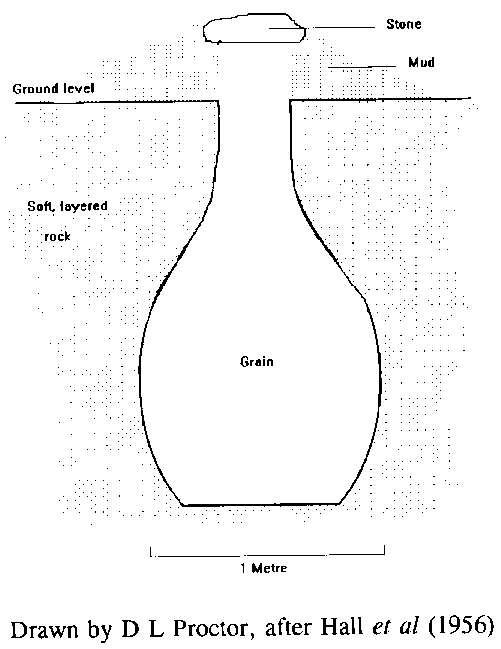 Stone
Mud
Ground level
Soft, layered
rock
Grain
1 Metre
Drawn by D L Proctor, after Hall et al (1956)